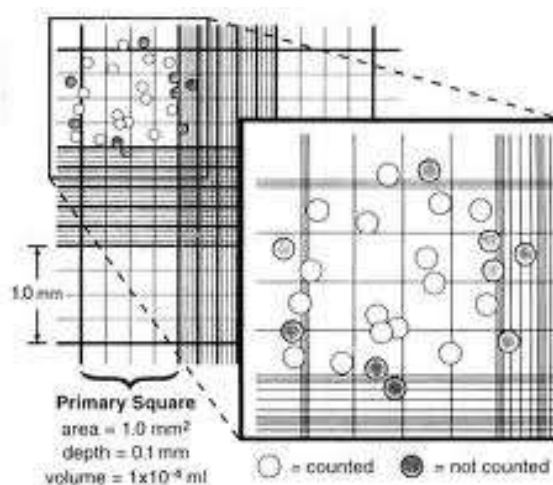 1.0 mm
Primary Square
area = 1.0 mm²
depth = 0.1 mm
volume = 1x10⁻⁴ ml
= counted
= not counted